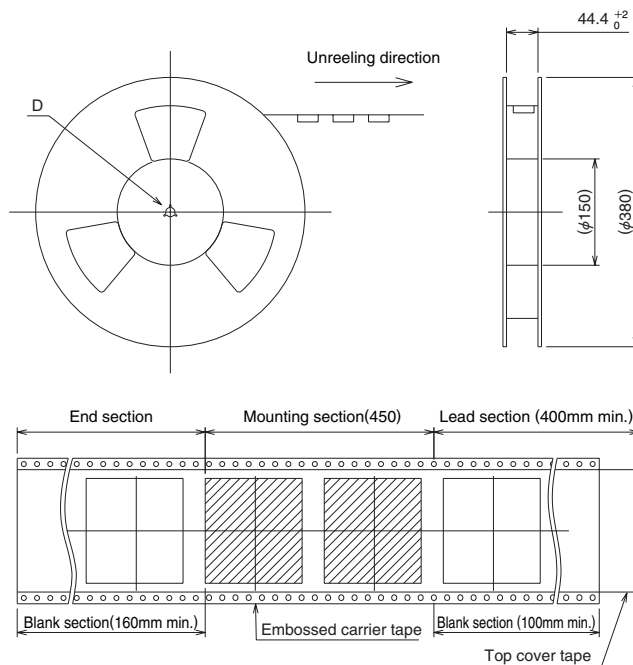 44.4 +2 0
Unreeling direction
D
(φ150)
(φ380)
End section
Mounting section(450)
Lead section (400mm min.)
Blank section(160mm min.)
Embossed carrier tape
Blank section (100mm min.)
Top cover tape